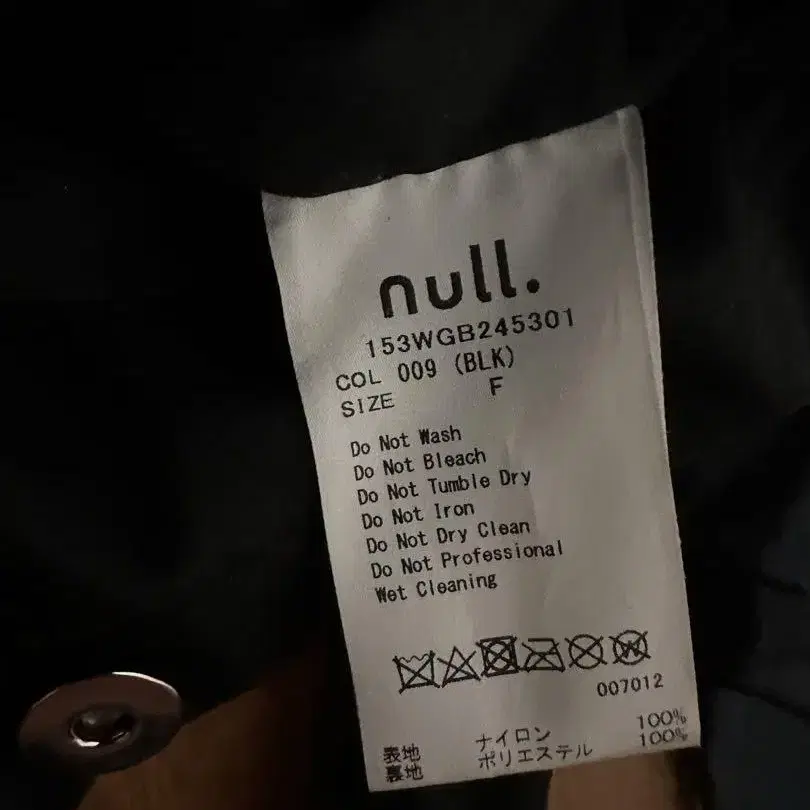 null.
153WGB245301
COL 009 (BLK)
SIZE F
Do Not Wash
Do Not Bleach
Do Not Tumble Dry
Do Not Iron
Do Not Dry Clean
Do Not Professional
Wet Cleaning
W
007012
表地 ナイロン 100%
裏地 ポリエステル 100%